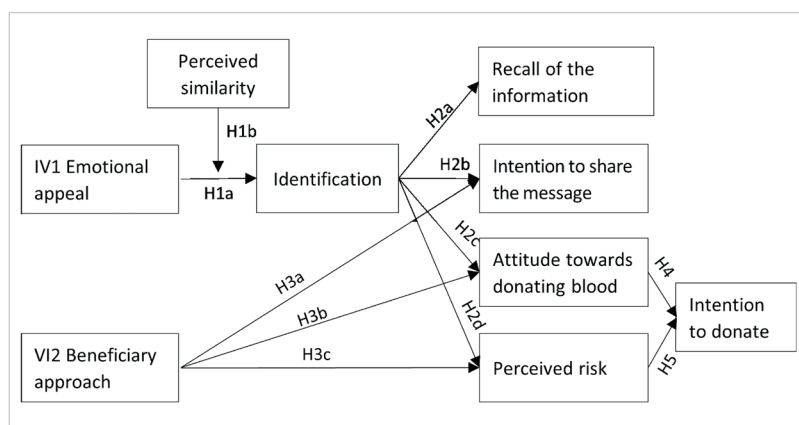 Perceived
similarity
Recall of the
information
H1b
H2a
IV1 Emotional
appeal
H1a
Identification
H2b
Intention to share
the message
H2c
H3a
Attitude towards
donating blood
H4
H3b
H2d
Intention
to donate
VI2 Beneficiary
approach
H3c
Perceived risk
H5